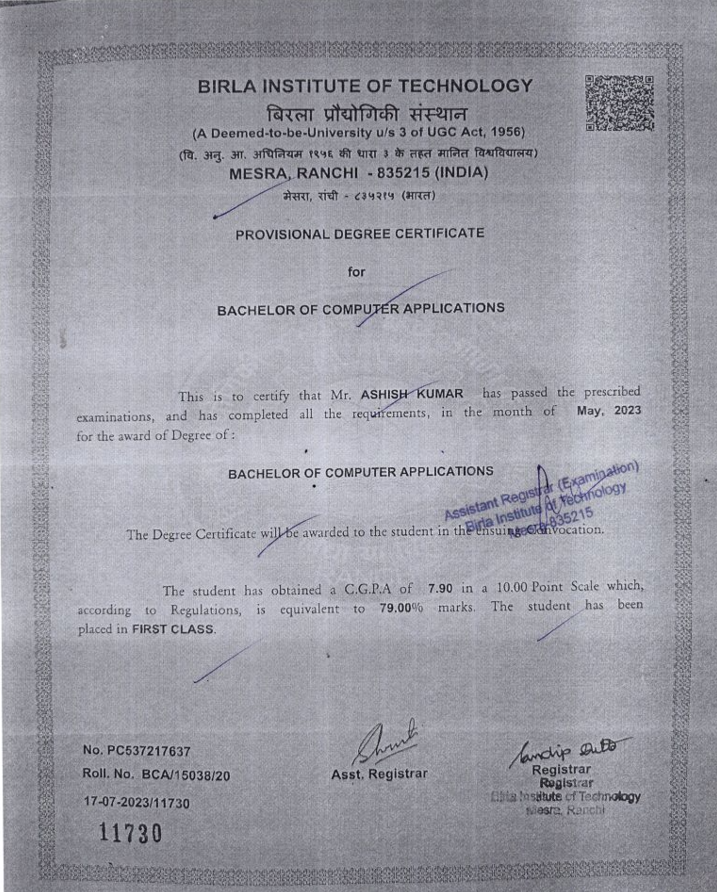 BIRLA INSTITUTE OF TECHNOLOGY
बिरला प्रौद्योगिकी संस्थान
(A Deemed-to-be-University u/s 3 of UGC Act, 1956)
(वि. अनु. आ. अधिनियम १९५६ की धारा ३ के तहत मानित विश्वविद्यालय)
MESRA, RANCHI - 835215 (INDIA)
मेसरा, रांची - ८३५२१५ (भारत)
PROVISIONAL DEGREE CERTIFICATE
for
BACHELOR OF COMPUTER APPLICATIONS
This is to certify that Mr. ASHISH KUMAR has passed the prescribed
examinations, and has completed all the requirements, in the month of May, 2023
for the award of Degree of :
BACHELOR OF COMPUTER APPLICATIONS
Assistant Registrar (Examination)
Birla Institute of Technology
Mesra-835215
The Degree Certificate will be awarded to the student in the ensuing Convocation.
The student has obtained a C.G.P.A of 7.90 in a 10.00 Point Scale which,
according to Regulations, is equivalent to 79.00% marks. The student has been
placed in FIRST CLASS.
No. PC537217637
Roll. No. BCA/15038/20
17-07-2023/11730
11730
Asst. Registrar
Sandip Dutta
Registrar
Registrar
Birla Institute of Technology
Mesra, Ranchi